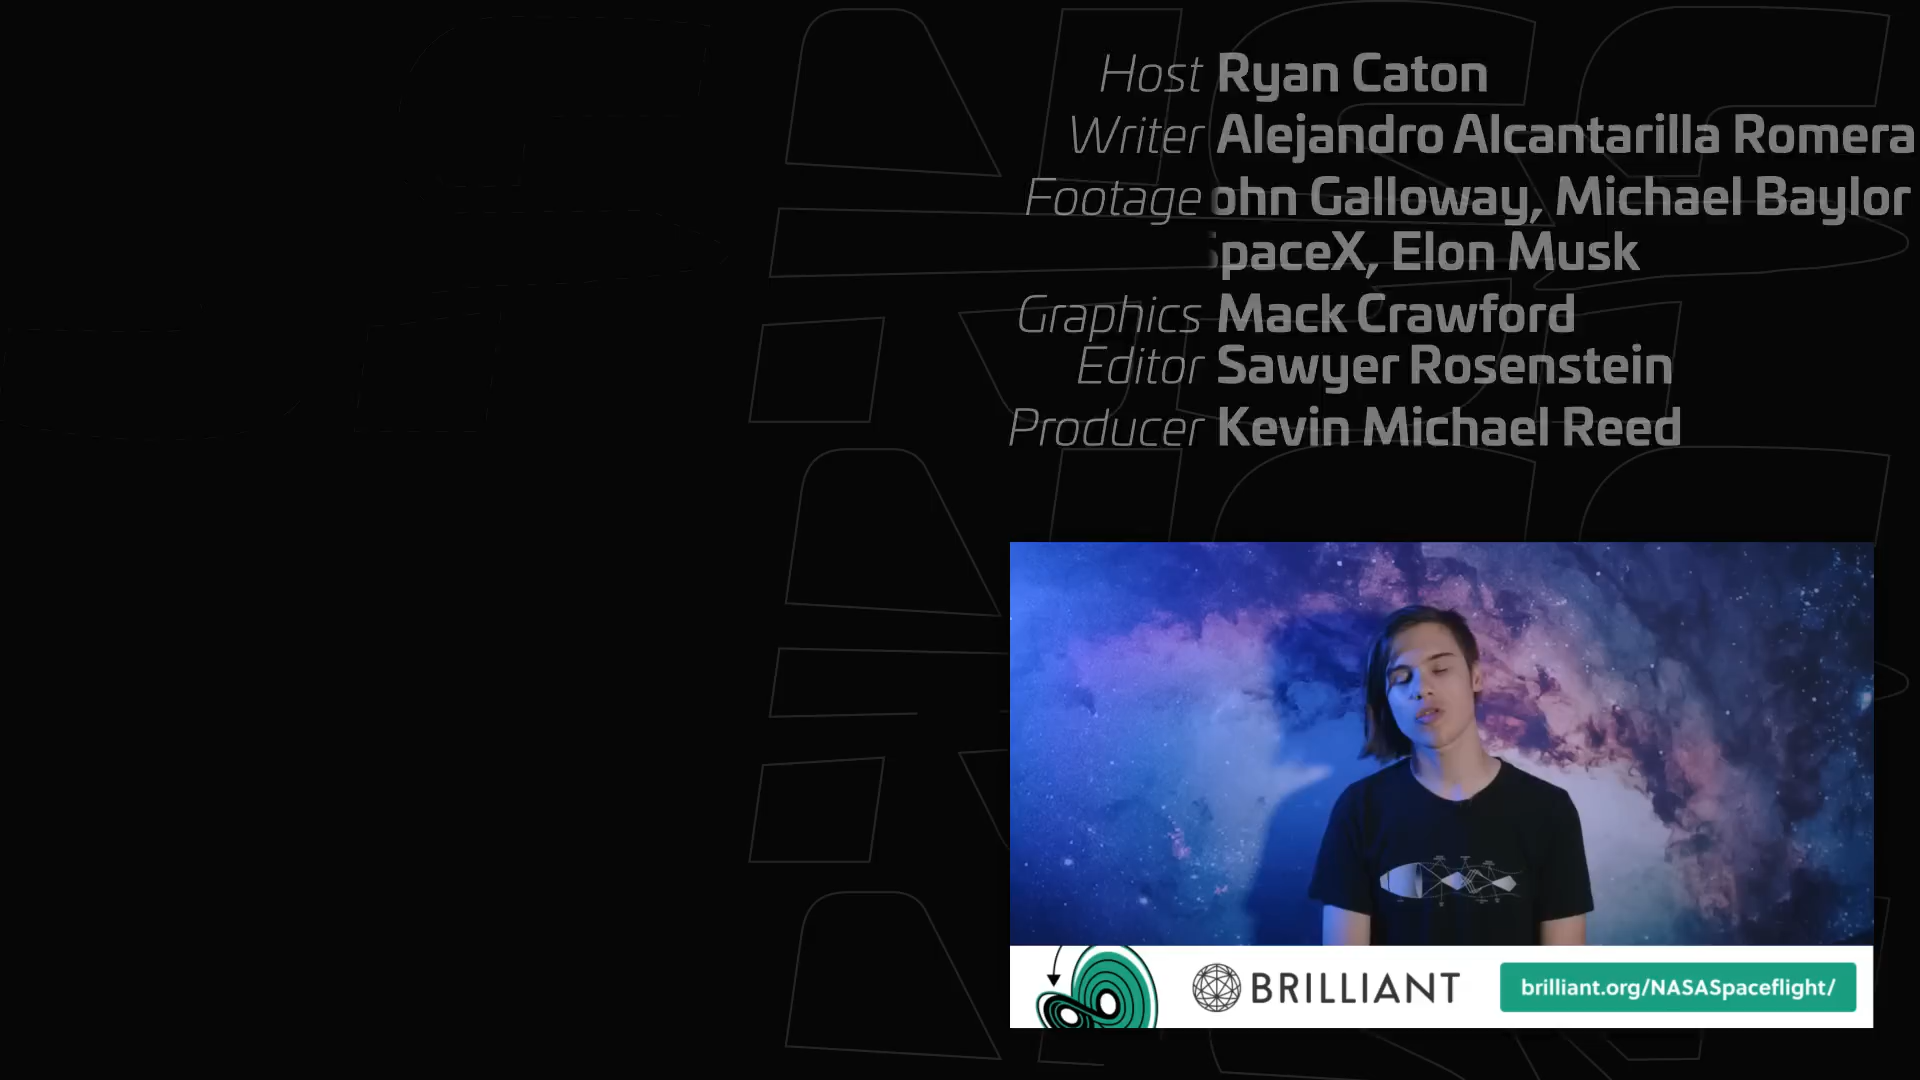 Host Ryan Caton
Writer Alejandro Alcantarilla Romera
Footage ohn Galloway, Michael Baylor
paceX, Elon Musk
Graphics Mack Crawford
Editor Sawyer Rosenstein
Producer Kevin Michael Reed
BRILLIANT
brilliant.org/NASASpaceflight/